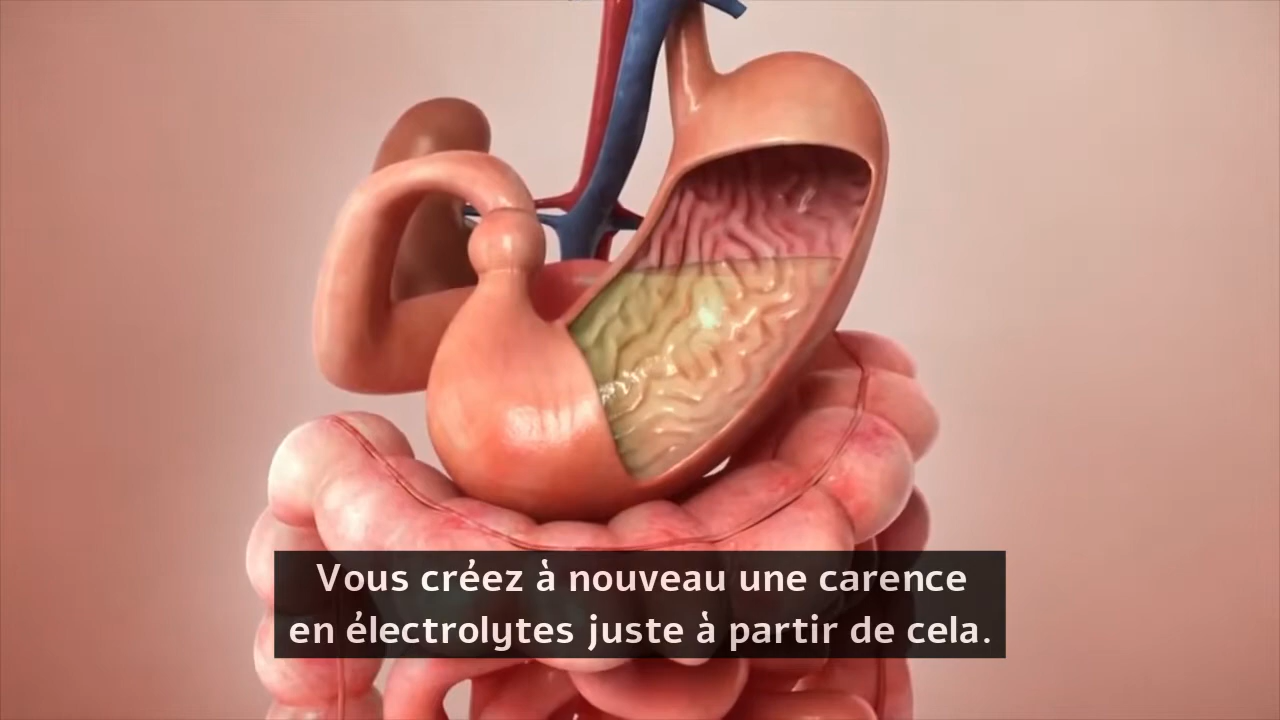 Vous créez à nouveau une carence
en électrolytes juste à partir de cela.